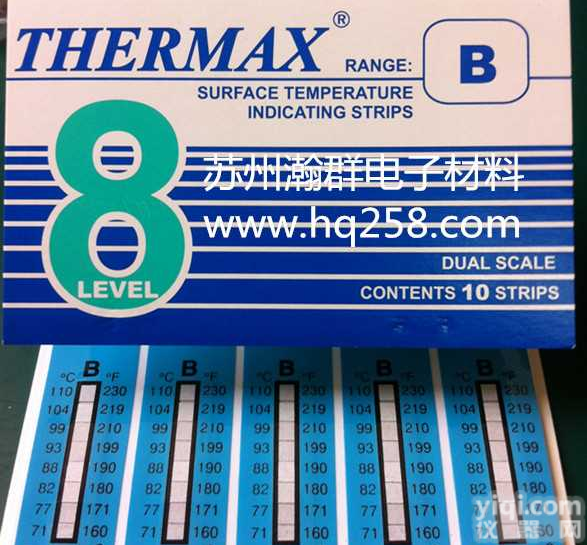 THERMAX®
RANGE: B
SURFACE TEMPERATURE
INDICATING STRIPS
8
LEVEL
苏州瀚群电子材料
www.hq258.com
DUAL SCALE
CONTENTS 10 STRIPS
B B B B B
°C °F °C °F °C °F °C °F °C °F
110 230 110 230 110 230 110 230 110 230
104 219 104 219 104 219 104 219 104 219
99 210 99 210 99 210 99 210 99 210
93 199 93 199 93 199 93 199 93 199
88 190 88 190 88 190 88 190 88 190
82 180 82 180 82 180 82 180 82 180
77 171 77 171 77 171 77 171 77 171
71 160 71 160 71 160 71 160 71 160
yiqi.com
仪器网